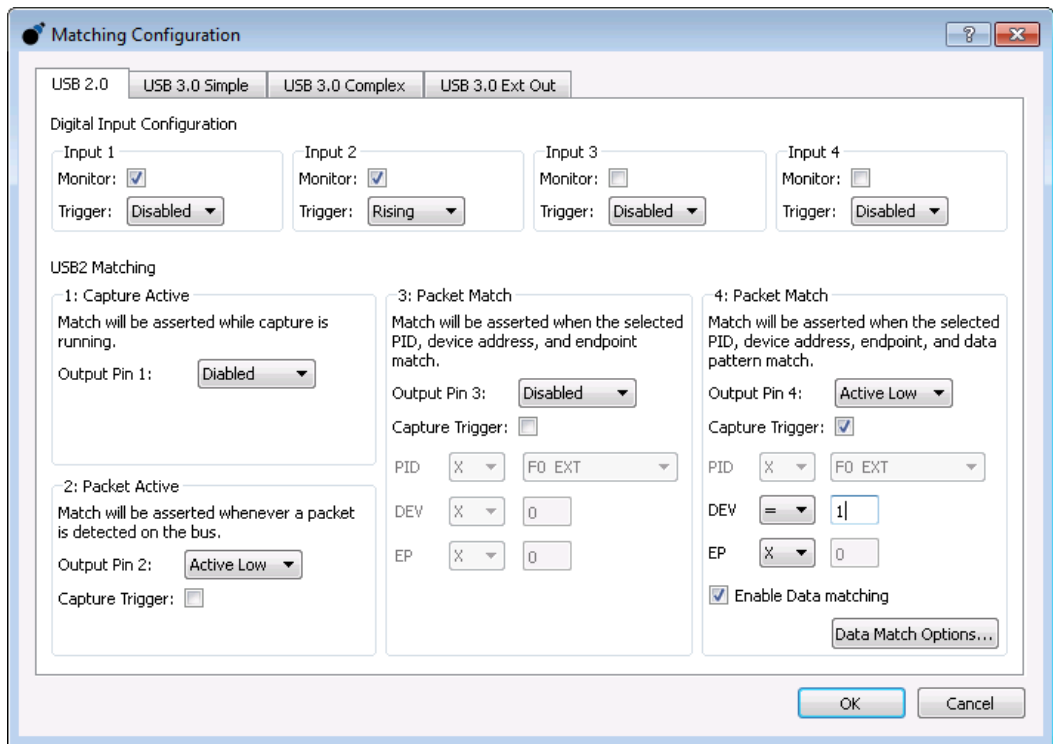 Matching Configuration
USB 2.0
USB 3.0 Simple
USB 3.0 Complex
USB 3.0 Ext Out
Digital Input Configuration
Input 1
Monitor:
Trigger: Disabled
Input 2
Monitor:
Trigger: Rising
Input 3
Monitor:
Trigger: Disabled
Input 4
Monitor:
Trigger: Disabled
USB2 Matching
1: Capture Active
Match will be asserted while capture is
running.
Output Pin 1: Diabled
2: Packet Active
Match will be asserted whenever a packet
is detected on the bus.
Output Pin 2: Active Low
Capture Trigger:
3: Packet Match
Match will be asserted when the selected
PID, device address, and endpoint
match.
Output Pin 3: Disabled
Capture Trigger:
PID X F0 EXT
DEV X 0
EP X 0
4: Packet Match
Match will be asserted when the selected
PID, device address, endpoint, and data
pattern match.
Output Pin 4: Active Low
Capture Trigger:
PID X F0 EXT
DEV = 1
EP X 0
Enable Data matching
Data Match Options...
OK
Cancel